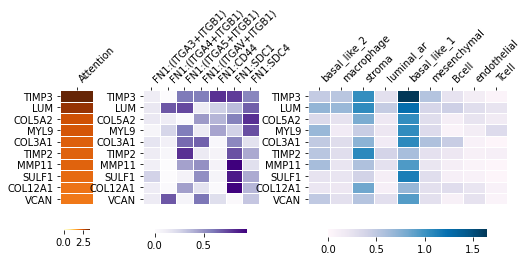 Attention
FN1:(ITGA3+ITGB1)
FN1:(ITGA4+ITGB1)
FN1:(ITGA5+ITGB1)
FN1:(ITGAV+ITGB1)
FN1:CD44
FN1:SDC1
FN1:SDC4
basal_like_2
macrophage
stroma
luminal_ar
basal_like_1
mesenchymal
Bcell
endothelial
Tcell
TIMP3
LUM
COL5A2
MYL9
COL3A1
TIMP2
MMP11
SULF1
COL12A1
VCAN
TIMP3
LUM
COL5A2
MYL9
COL3A1
TIMP2
MMP11
SULF1
COL12A1
VCAN
TIMP3
LUM
COL5A2
MYL9
COL3A1
TIMP2
MMP11
SULF1
COL12A1
VCAN
0.0 2.5
0.0 0.5
0.0 0.5 1.0 1.5